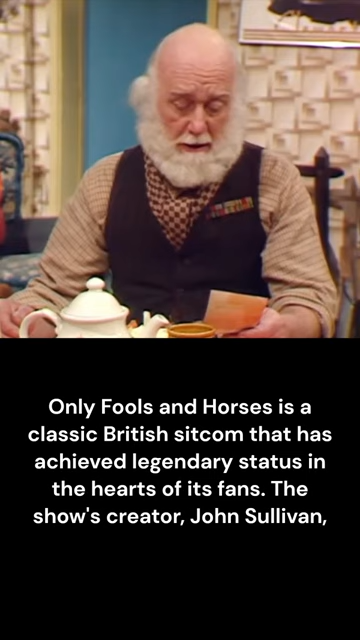 Only Fools and Horses is a
classic British sitcom that has
achieved legendary status in
the hearts of its fans. The
show's creator, John Sullivan,